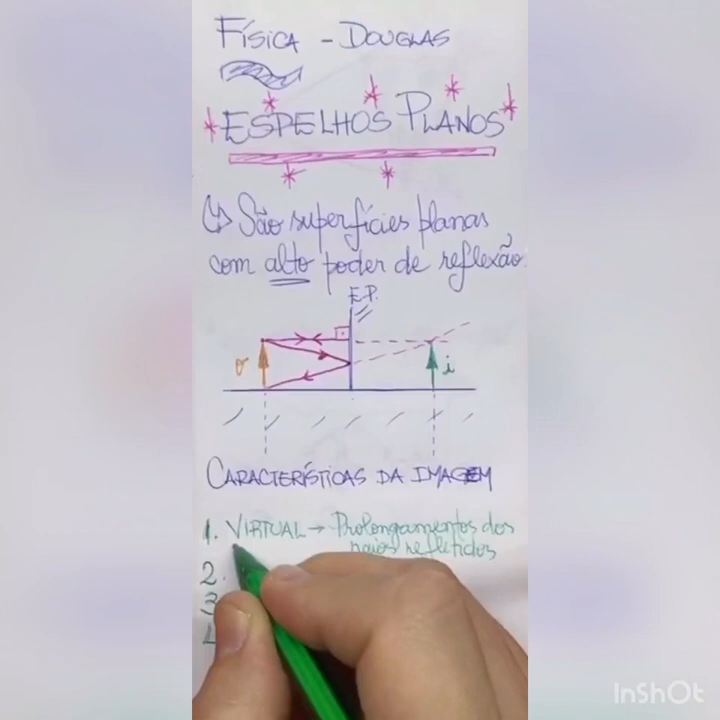 FÍSICA - DOUGLAS
ESPELHOS PLANOS
São superfícies planas
com alto poder de reflexão.
E.P.
o
i
CARACTERÍSTICAS DA IMAGEM
1. VIRTUAL → Prolongamentos dos
raios refletidos
2.
3
InShOt